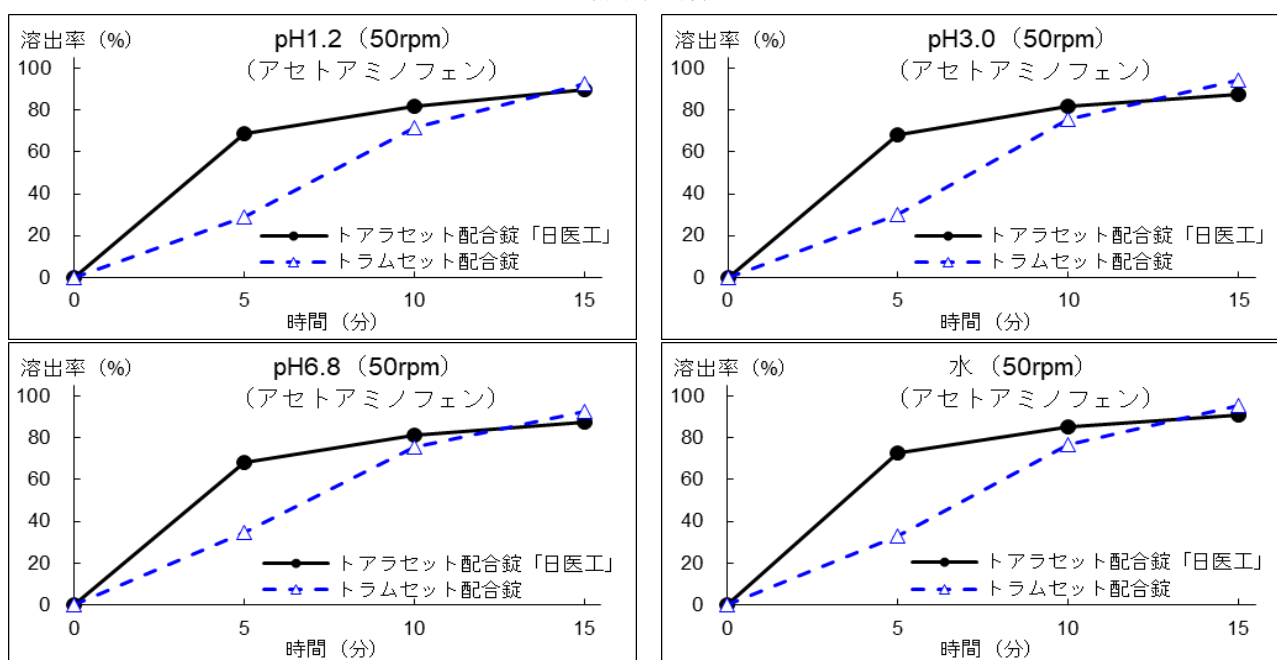 溶出率 (%)
pH1.2 (50rpm)
(アセトアミノフェン)
100
80
60
40
20
0
トアラセット配合錠「日医工」
トラムセット配合錠
0 5 10 15
時間 (分)
溶出率 (%)
pH3.0 (50rpm)
(アセトアミノフェン)
100
80
60
40
20
0
トアラセット配合錠「日医工」
トラムセット配合錠
0 5 10 15
時間 (分)
溶出率 (%)
pH6.8 (50rpm)
(アセトアミノフェン)
100
80
60
40
20
0
トアラセット配合錠「日医工」
トラムセット配合錠
0 5 10 15
時間 (分)
溶出率 (%)
水 (50rpm)
(アセトアミノフェン)
100
80
60
40
20
0
トアラセット配合錠「日医工」
トラムセット配合錠
0 5 10 15
時間 (分)